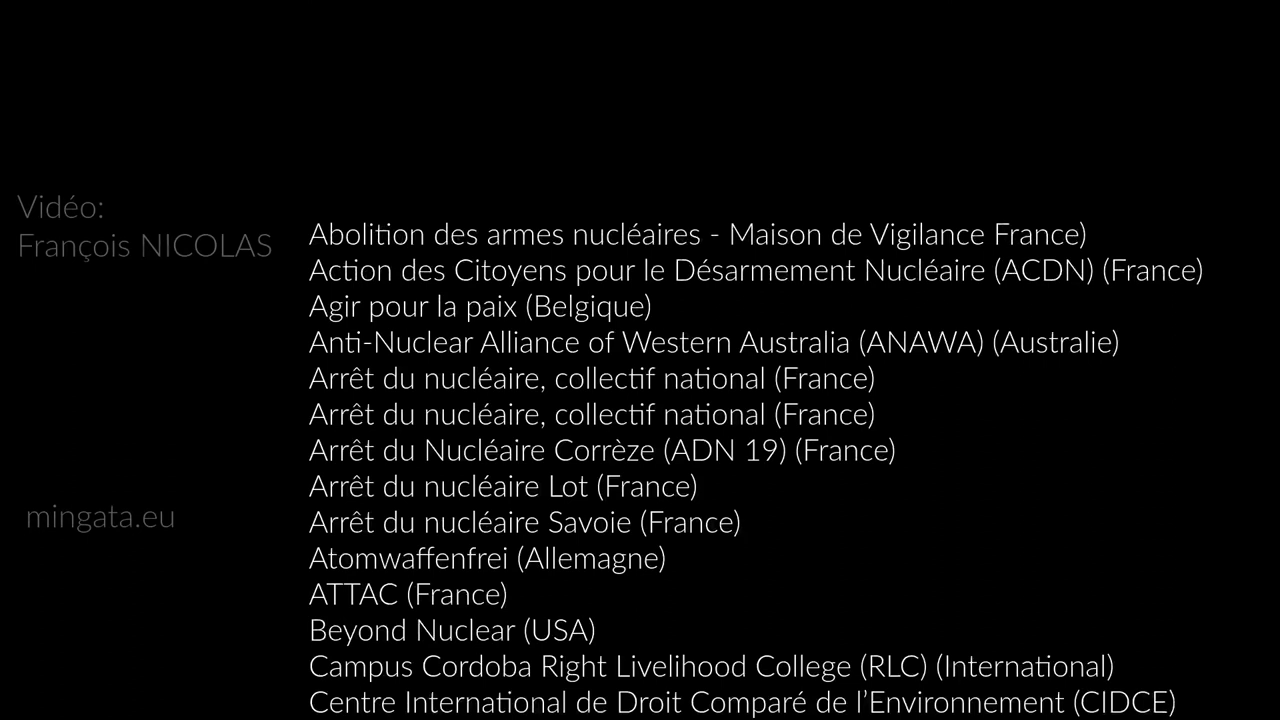 Vidéo:
François NICOLAS
mingata.eu
Abolition des armes nucléaires - Maison de Vigilance France)
Action des Citoyens pour le Désarmement Nucléaire (ACDN) (France)
Agir pour la paix (Belgique)
Anti-Nuclear Alliance of Western Australia (ANAWA) (Australie)
Arrêt du nucléaire, collectif national (France)
Arrêt du nucléaire, collectif national (France)
Arrêt du Nucléaire Corrèze (ADN 19) (France)
Arrêt du nucléaire Lot (France)
Arrêt du nucléaire Savoie (France)
Atomwaffenfrei (Allemagne)
ATTAC (France)
Beyond Nuclear (USA)
Campus Cordoba Right Livelihood College (RLC) (International)
Centre International de Droit Comparé de l’Environnement (CIDCE)